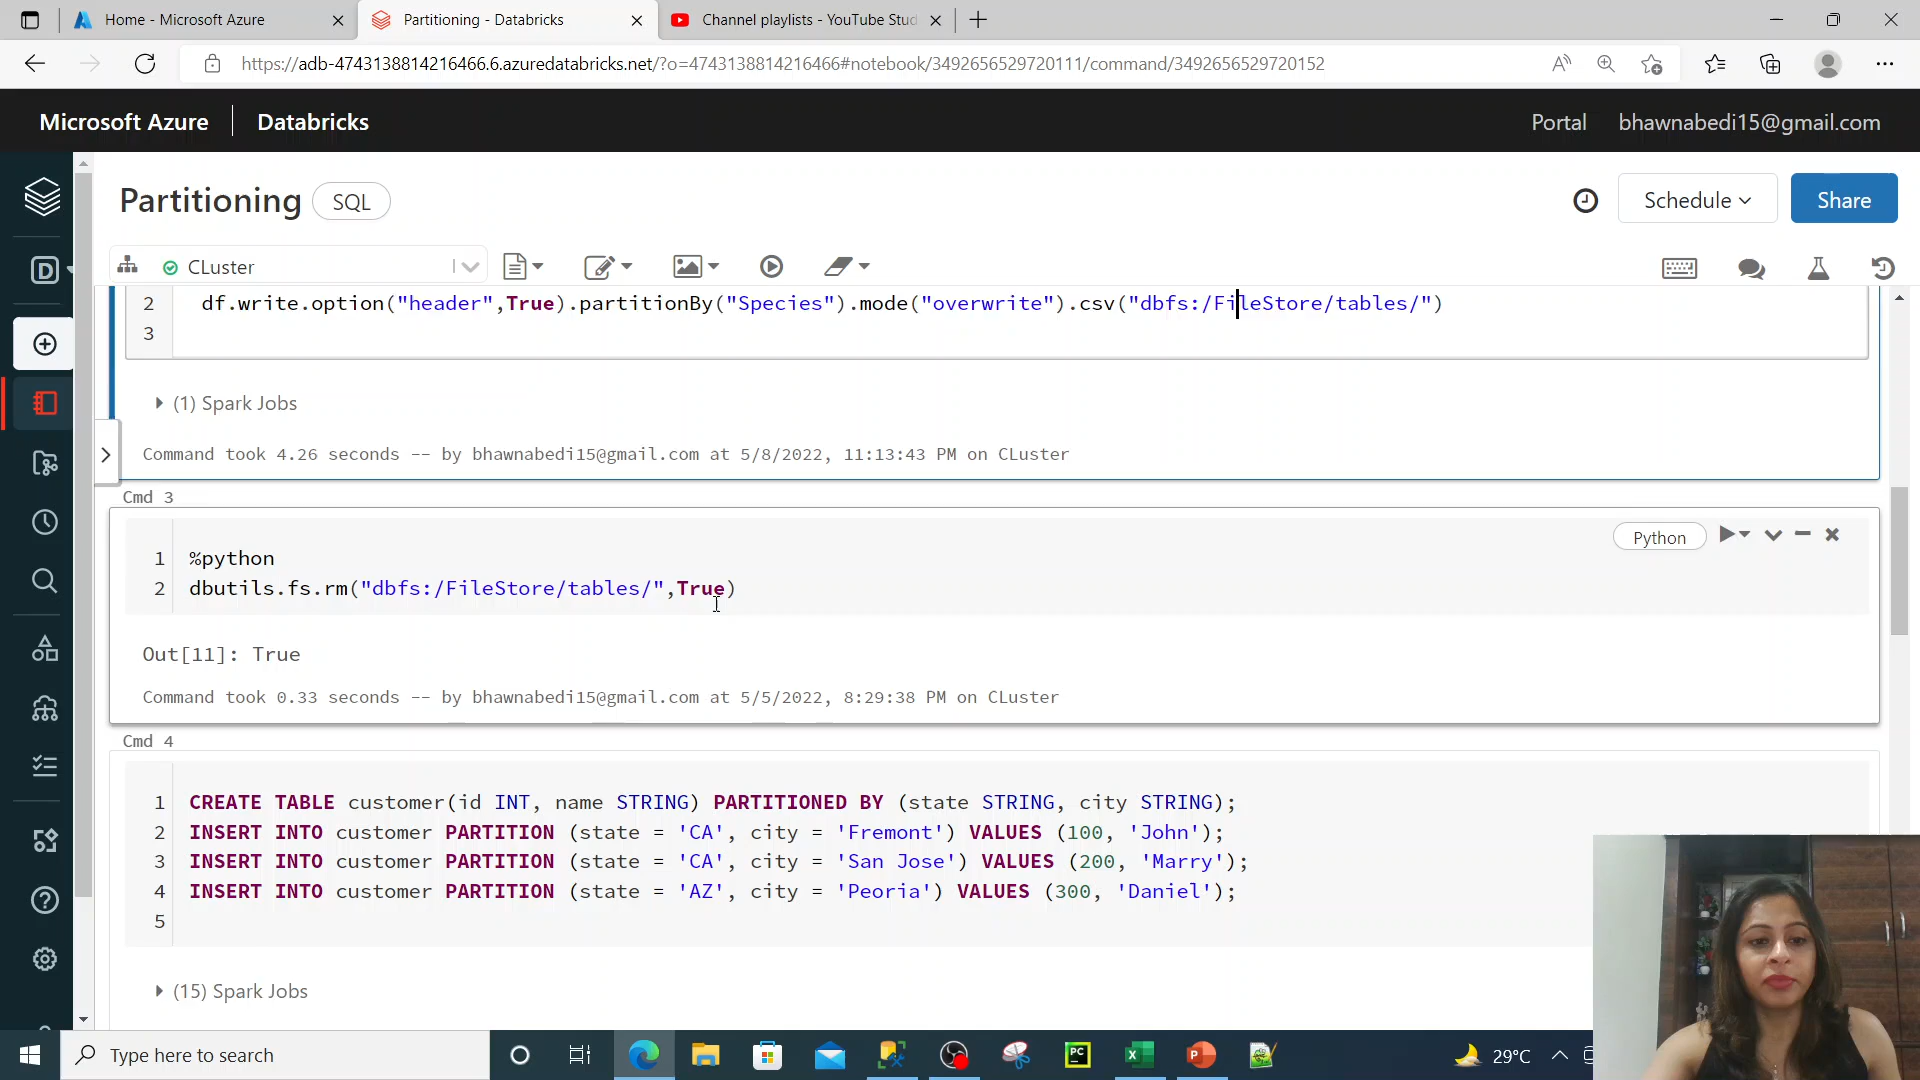 Home - Microsoft Azure
Partitioning - Databricks
Channel playlists - YouTube Stud
https://adb-4743138814216466.6.azuredatabricks.net/?o=4743138814216466#notebook/3492656529720111/command/3492656529720152
Microsoft Azure
Databricks
Portal
bhawnabedi15@gmail.com
Partitioning
SQL
Schedule
Share
CLuster
2 df.write.option("header",True).partitionBy("Species").mode("overwrite").csv("dbfs:/FileStore/tables/")
3
(1) Spark Jobs
Command took 4.26 seconds -- by bhawnabedi15@gmail.com at 5/8/2022, 11:13:43 PM on CLuster
Cmd 3
Python
1 %python
2 dbutils.fs.rm("dbfs:/FileStore/tables/",True)
Out[11]: True
Command took 0.33 seconds -- by bhawnabedi15@gmail.com at 5/5/2022, 8:29:38 PM on CLuster
Cmd 4
1 CREATE TABLE customer(id INT, name STRING) PARTITIONED BY (state STRING, city STRING);
2 INSERT INTO customer PARTITION (state = 'CA', city = 'Fremont') VALUES (100, 'John');
3 INSERT INTO customer PARTITION (state = 'CA', city = 'San Jose') VALUES (200, 'Marry');
4 INSERT INTO customer PARTITION (state = 'AZ', city = 'Peoria') VALUES (300, 'Daniel');
5
(15) Spark Jobs
Type here to search
PC
29°C